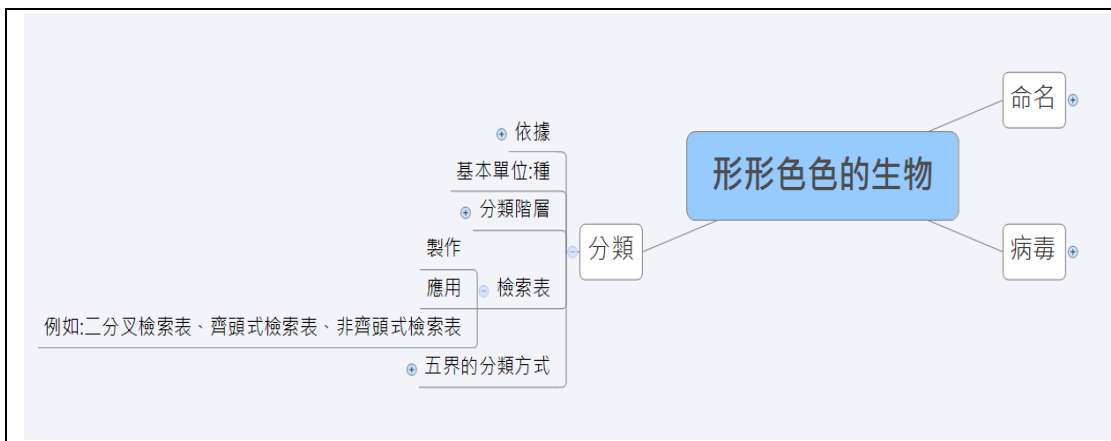 形形色色的生物
命名
病毒
分類
依據
基本單位:種
分類階層
檢索表
製作
應用
例如:二分叉檢索表、齊頭式檢索表、非齊頭式檢索表
五界的分類方式